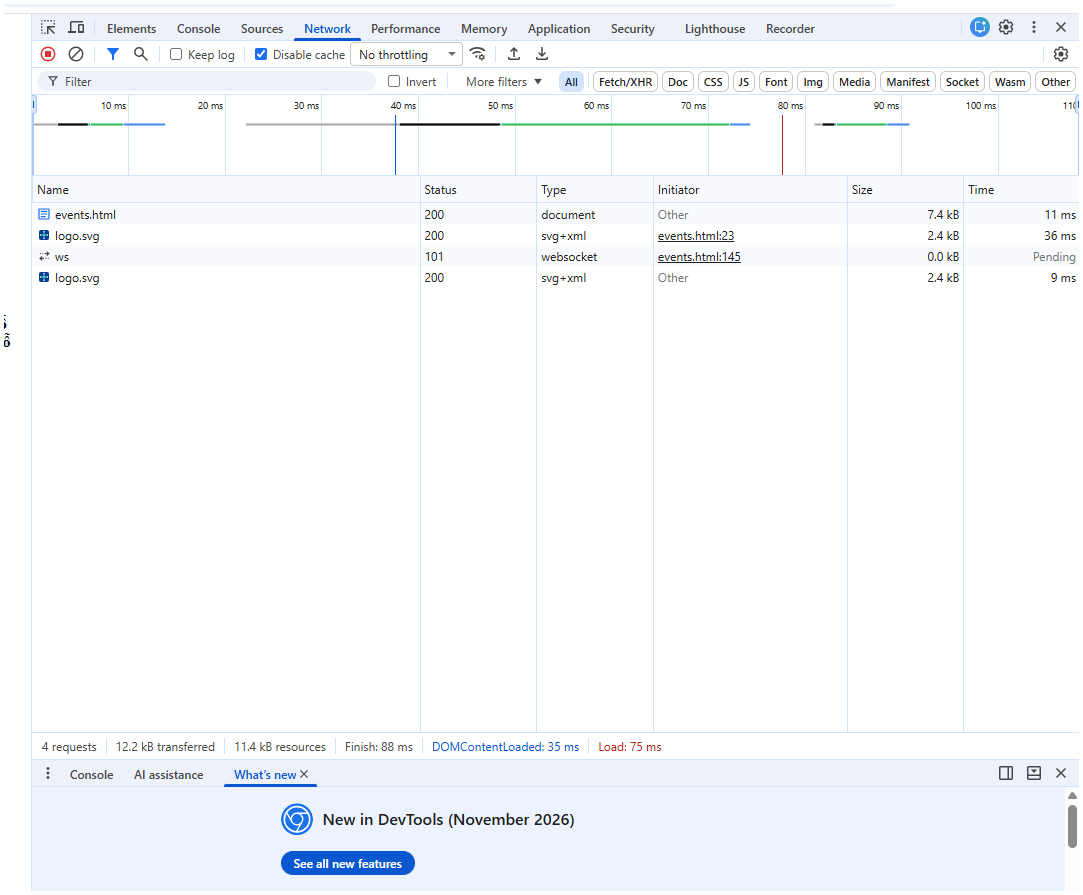 Elements Console Sources Network Performance Memory Application Security Lighthouse Recorder
Keep log Disable cache No throttling
Filter Invert More filters All Fetch/XHR Doc CSS JS Font Img Media Manifest Socket Wasm Other
10 ms 20 ms 30 ms 40 ms 50 ms 60 ms 70 ms 80 ms 90 ms 100 ms
Name Status Type Initiator Size Time
events.html 200 document Other 7.4 kB 11 ms
logo.svg 200 svg+xml events.html:23 2.4 kB 36 ms
ws 101 websocket events.html:145 0.0 kB Pending
logo.svg 200 svg+xml Other 2.4 kB 9 ms
4 requests 12.2 kB transferred 11.4 kB resources Finish: 88 ms DOMContentLoaded: 35 ms Load: 75 ms
Console AI assistance What's new
New in DevTools (November 2026)
See all new features